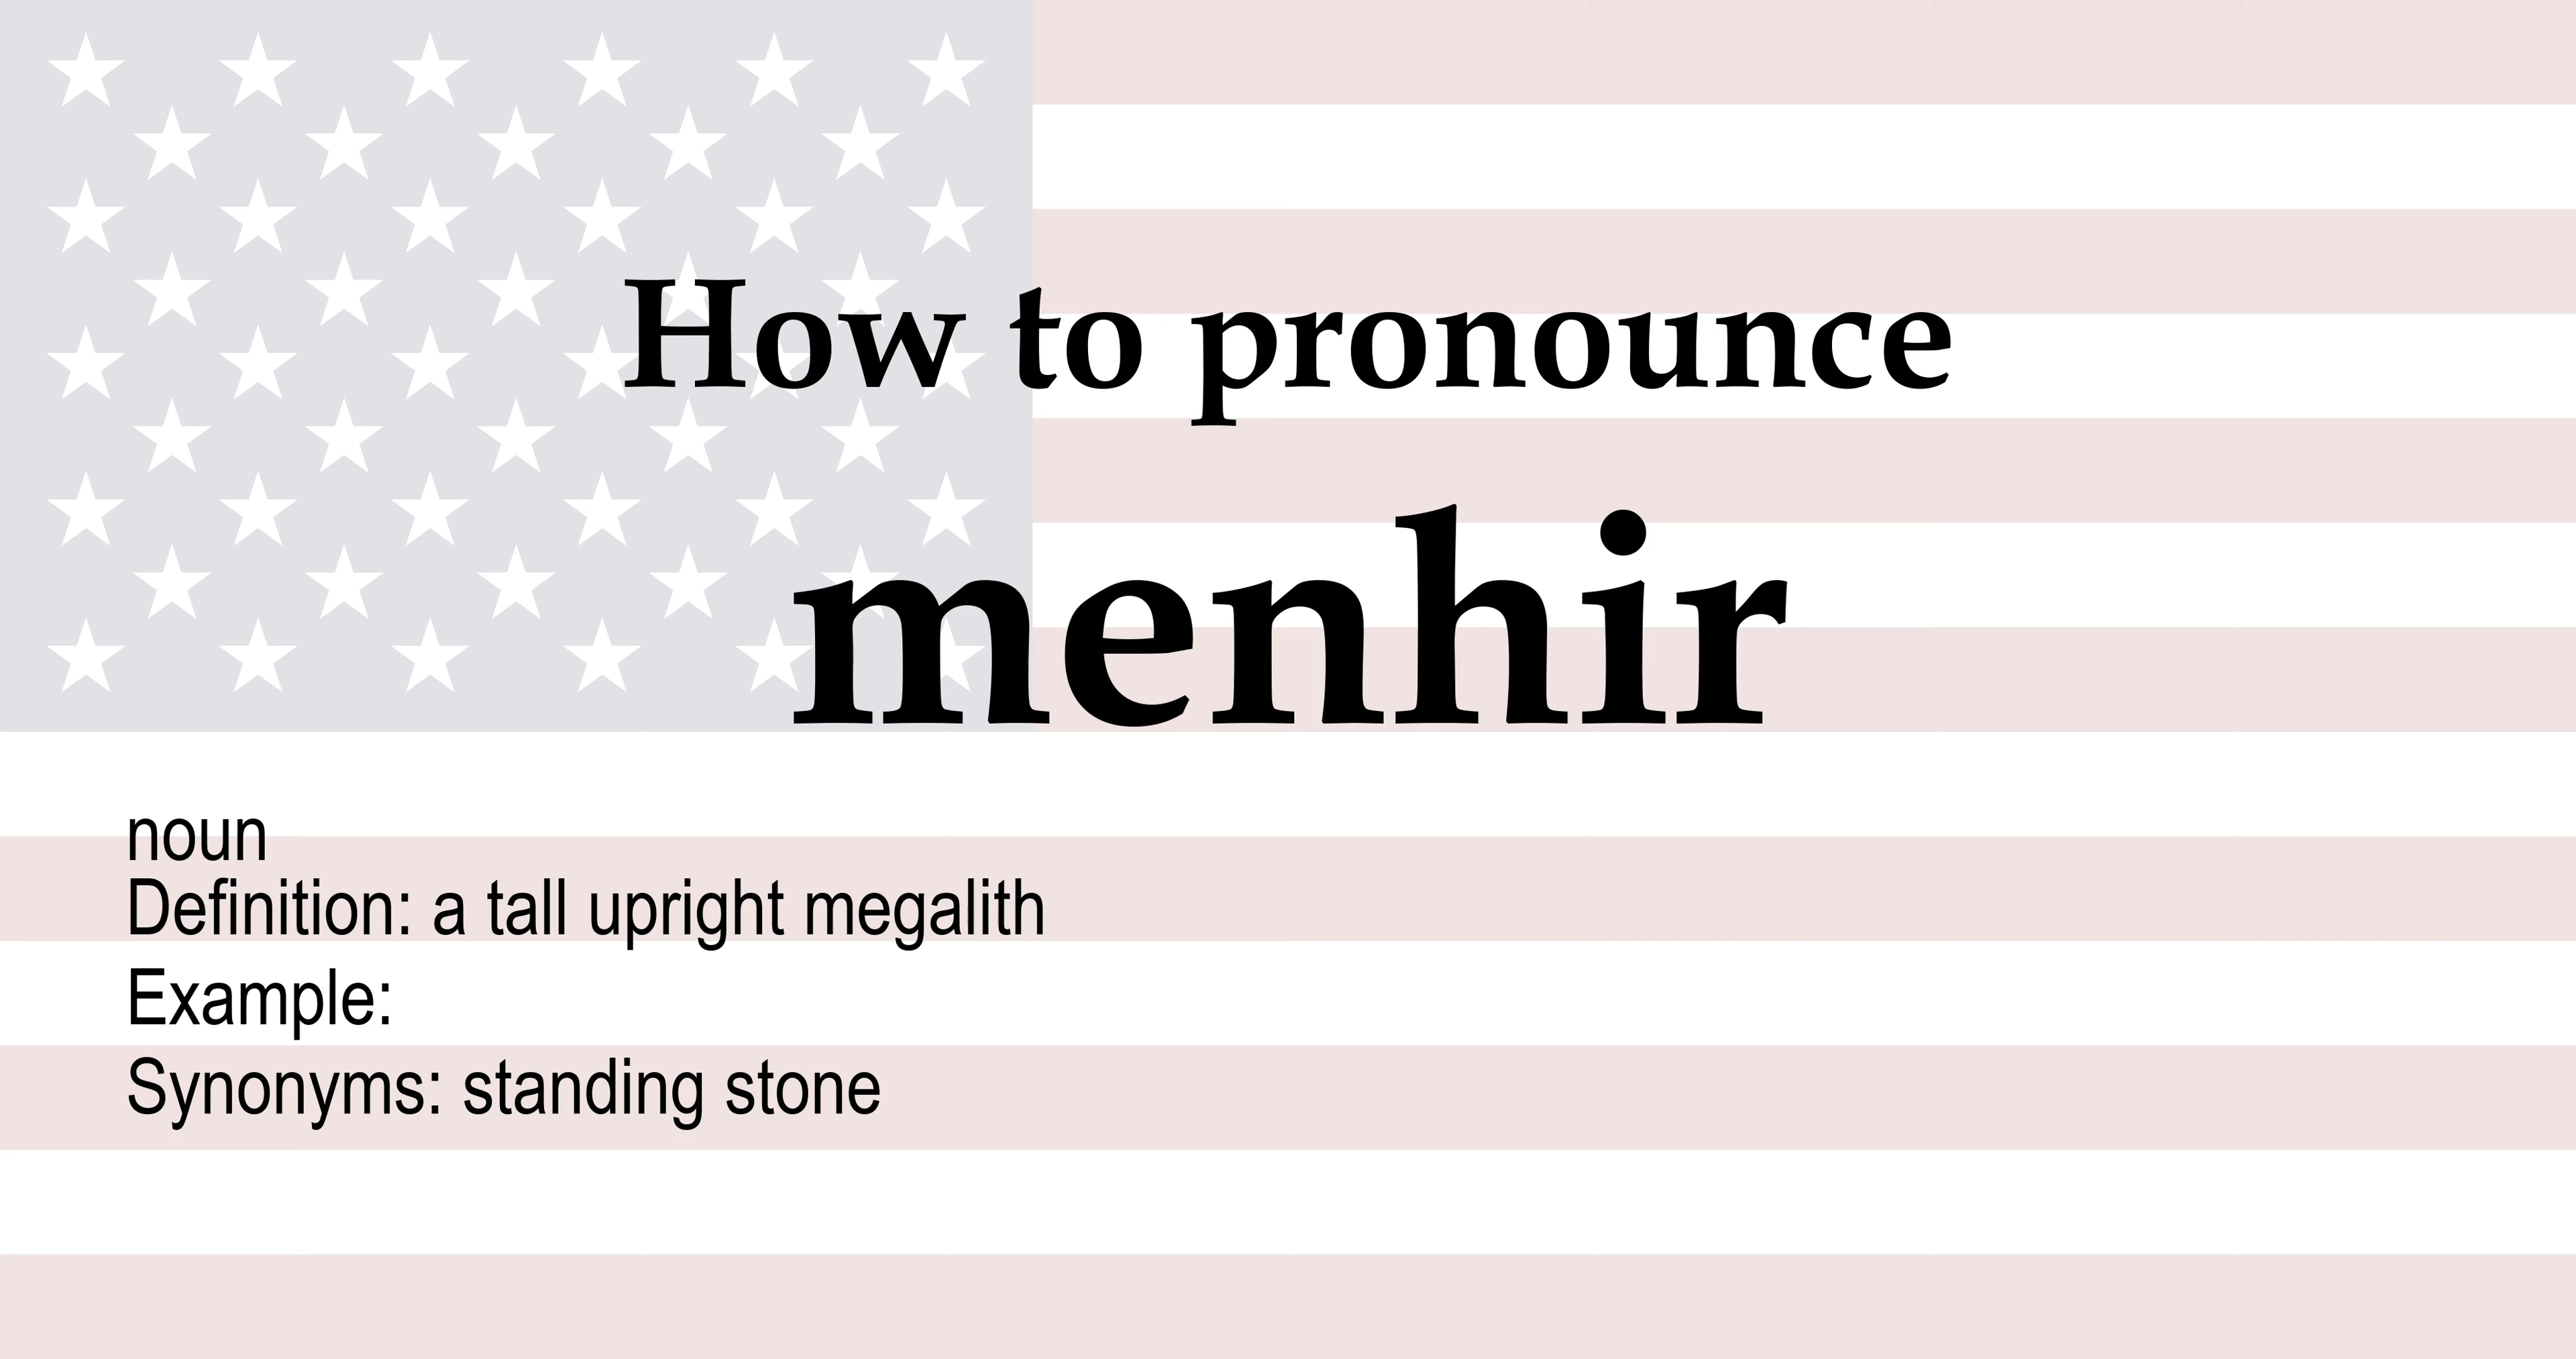 How to pronounce
menhir
noun
Definition: a tall upright megalith
Example:
Synonyms: standing stone